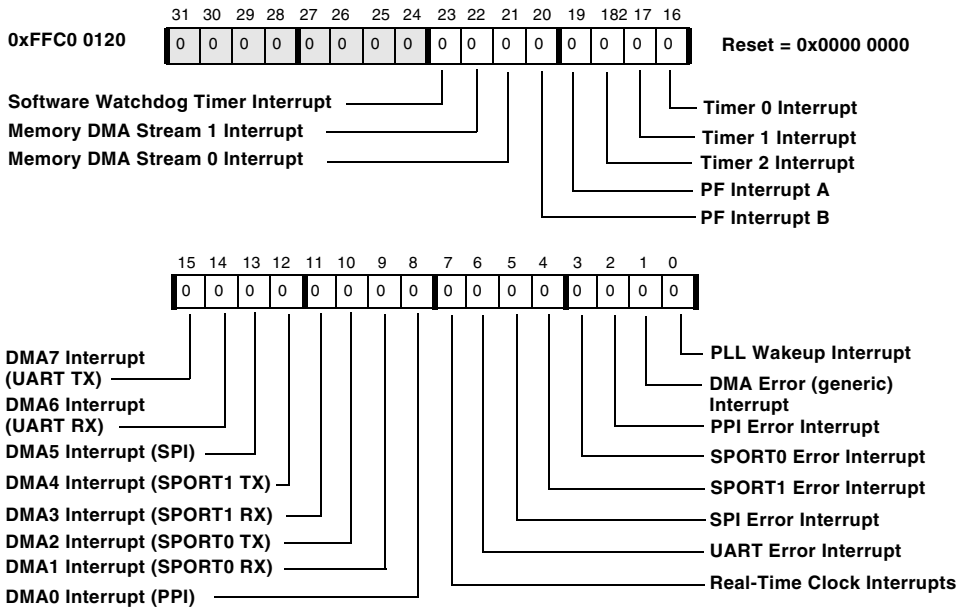 31 30 29 28 27 26 25 24 23 22 21 20 19 182 17 16
0xFFC0 0120
0 0 0 0 0 0 0 0 0 0 0 0 0 0 0 0
Reset = 0x0000 0000
Software Watchdog Timer Interrupt
Memory DMA Stream 1 Interrupt
Memory DMA Stream 0 Interrupt
Timer 0 Interrupt
Timer 1 Interrupt
Timer 2 Interrupt
PF Interrupt A
PF Interrupt B
15 14 13 12 11 10 9 8 7 6 5 4 3 2 1 0
0 0 0 0 0 0 0 0 0 0 0 0 0 0 0 0
DMA7 Interrupt
(UART TX)
DMA6 Interrupt
(UART RX)
DMA5 Interrupt (SPI)
DMA4 Interrupt (SPORT1 TX)
DMA3 Interrupt (SPORT1 RX)
DMA2 Interrupt (SPORT0 TX)
DMA1 Interrupt (SPORT0 RX)
DMA0 Interrupt (PPI)
PLL Wakeup Interrupt
DMA Error (generic)
Interrupt
PPI Error Interrupt
SPORT0 Error Interrupt
SPORT1 Error Interrupt
SPI Error Interrupt
UART Error Interrupt
Real-Time Clock Interrupts